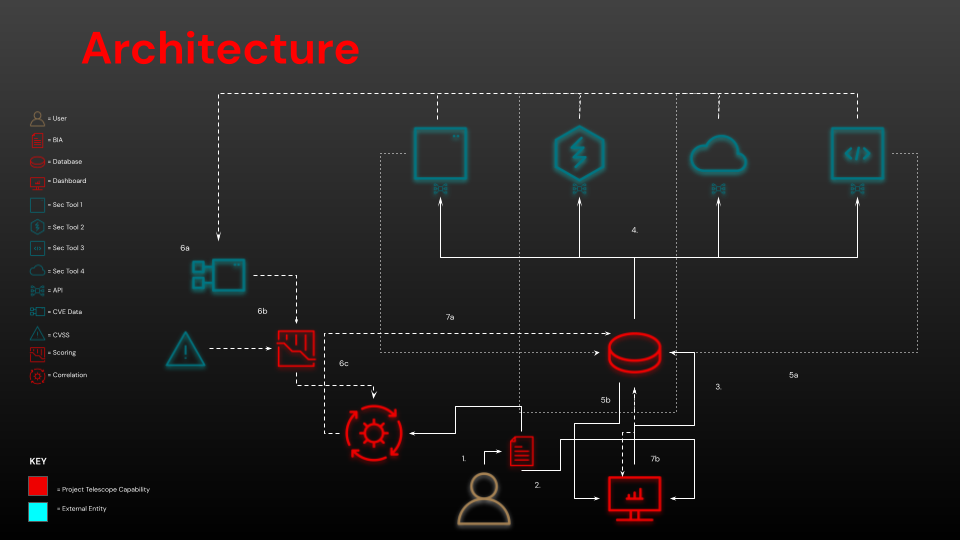 Architecture
= User
= BIA
= Database
= Dashboard
= Sec Tool 1
= Sec Tool 2
= Sec Tool 3
= Sec Tool 4
= API
= CVE Data
= CVSS
= Scoring
= Correlation
4.
6a
6b
7a
6c
5a
3.
5b
1.
7b
2.
KEY
= Project Telescope Capability
= External Entity